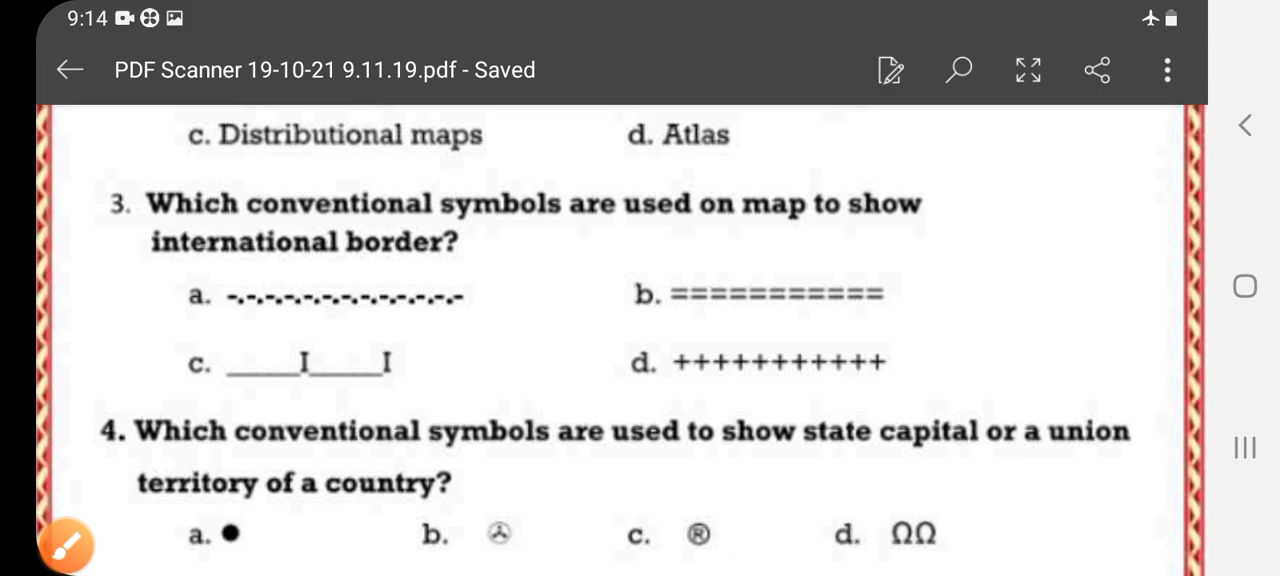 9:14
PDF Scanner 19-10-21 9.11.19.pdf - Saved
c. Distributional maps d. Atlas
3. Which conventional symbols are used on map to show
international border?
a. -.-.-.-.-.-.-.-.-.-.-.-.- b. ===========
c. _____I_____I d. +++++++++++
4. Which conventional symbols are used to show state capital or a union
territory of a country?
a. ● b. c. ® d. ΩΩ